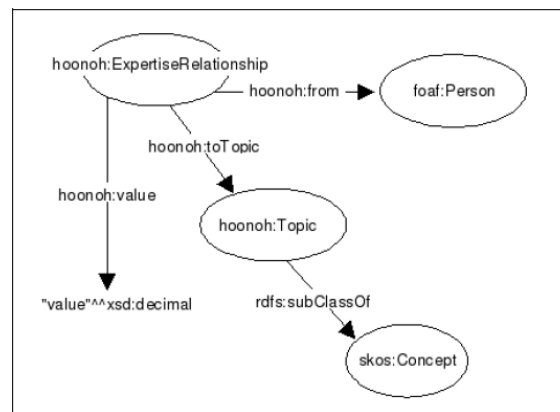 hoonoh:ExpertiseRelationship
hoonoh:from
foaf:Person
hoonoh:toTopic
hoonoh:value
hoonoh:Topic
"value"^^xsd:decimal
rdfs:subClassOf
skos:Concept